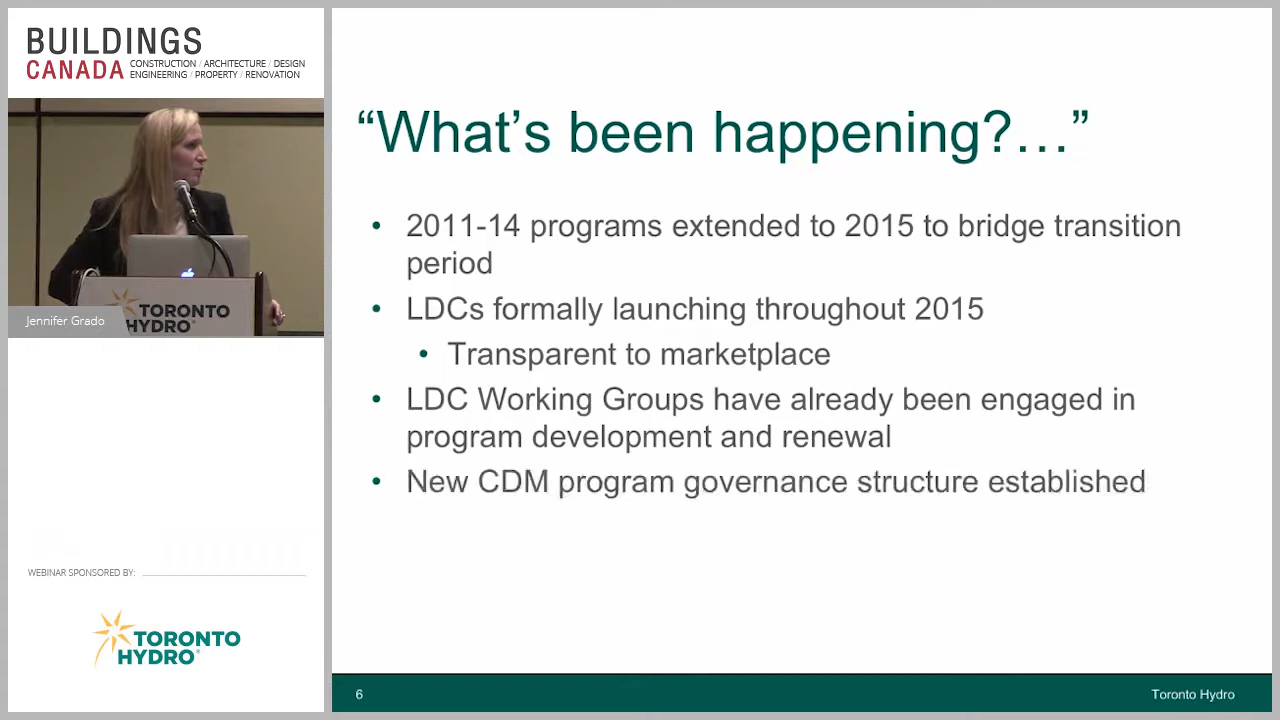 BUILDINGS
CANADA
CONSTRUCTION / ARCHITECTURE / DESIGN
ENGINEERING / PROPERTY / RENOVATION
TORONTO
HYDRO
Jennifer Grado
WEBINAR SPONSORED BY:
TORONTO
HYDRO®
“What’s been happening?…”
• 2011-14 programs extended to 2015 to bridge transition
period
• LDCs formally launching throughout 2015
• Transparent to marketplace
• LDC Working Groups have already been engaged in
program development and renewal
• New CDM program governance structure established
6
Toronto Hydro